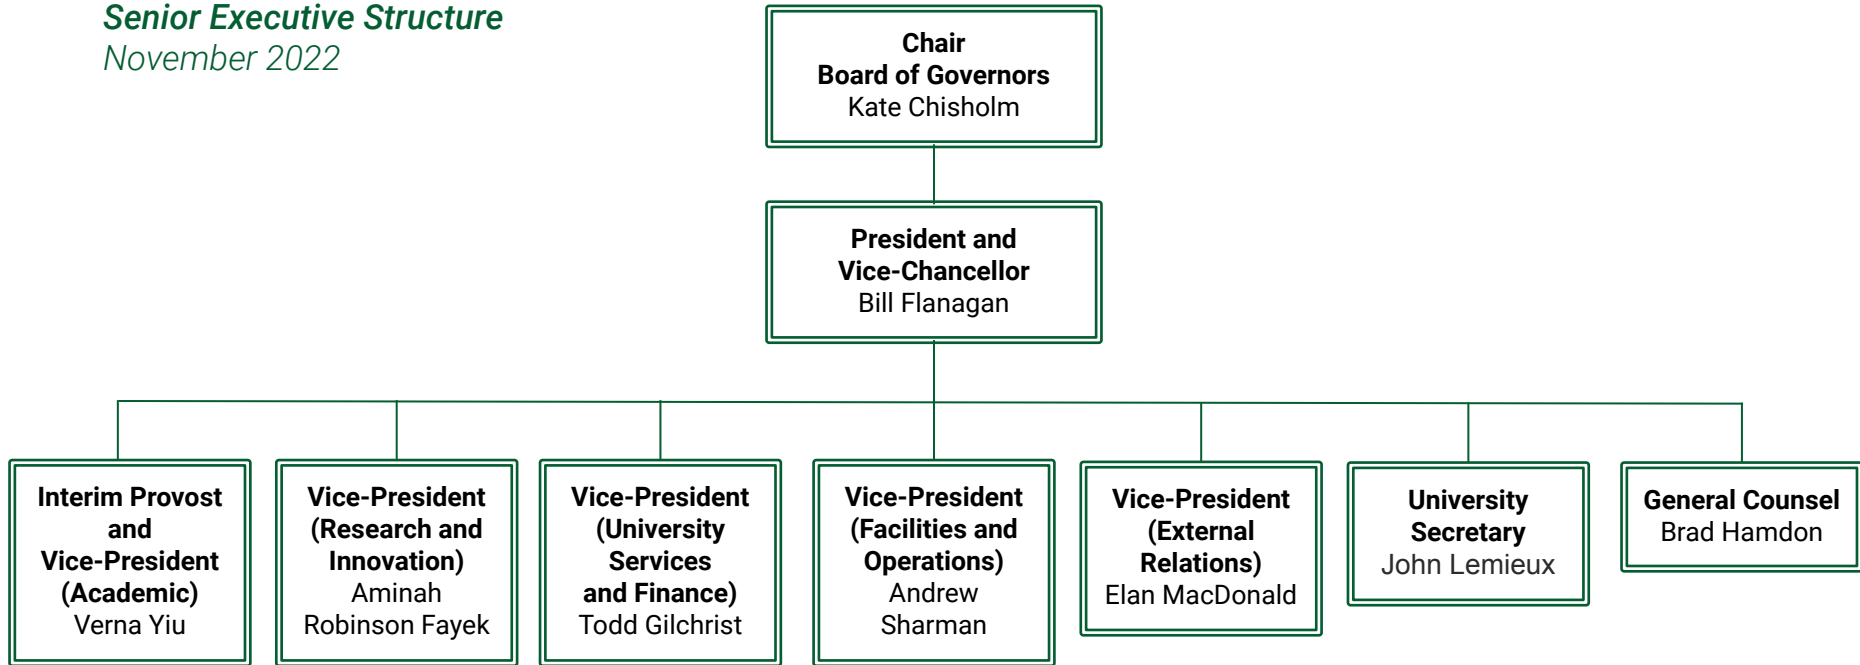 Senior Executive Structure
November 2022
Chair
Board of Governors
Kate Chisholm
President and
Vice-Chancellor
Bill Flanagan
Interim Provost
and
Vice-President
(Academic)
Verna Yiu
Vice-President
(Research and
Innovation)
Aminah
Robinson Fayek
Vice-President
(University
Services
and Finance)
Todd Gilchrist
Vice-President
(Facilities and
Operations)
Andrew
Sharman
Vice-President
(External
Relations)
Elan MacDonald
University
Secretary
John Lemieux
General Counsel
Brad Hamdon